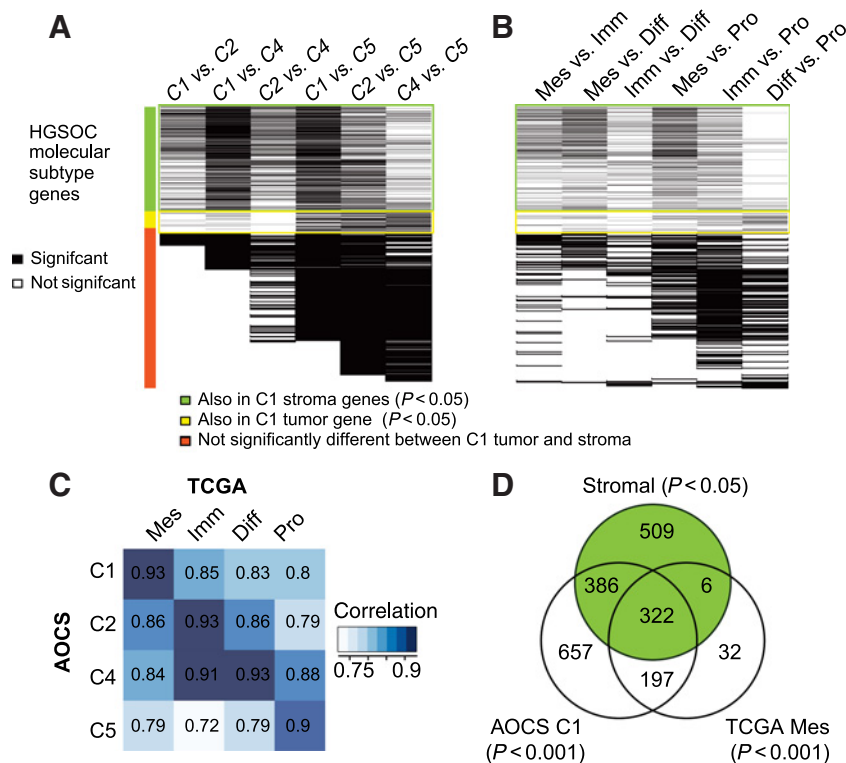 A
B
C1 vs. C2
C1 vs. C4
C2 vs. C4
C1 vs. C5
C2 vs. C5
C4 vs. C5
Mes vs. Imm
Mes vs. Diff
Imm vs. Diff
Mes vs. Pro
Imm vs. Pro
Diff vs. Pro
HGSOC
molecular
subtype
genes
Signifcant
Not signifcant
Also in C1 stroma genes (P < 0.05)
Also in C1 tumor gene (P < 0.05)
Not significantly different between C1 tumor and stroma
C
TCGA
Mes
Imm
Diff
Pro
AOCS
C1
0.93 0.85 0.83 0.8
C2
0.86 0.93 0.86 0.79
C4
0.84 0.91 0.93 0.88
C5
0.79 0.72 0.79 0.9
Correlation
0.75 0.9
D
Stromal (P < 0.05)
509
386
6
322
657
32
197
AOCS C1
(P < 0.001)
TCGA Mes
(P < 0.001)